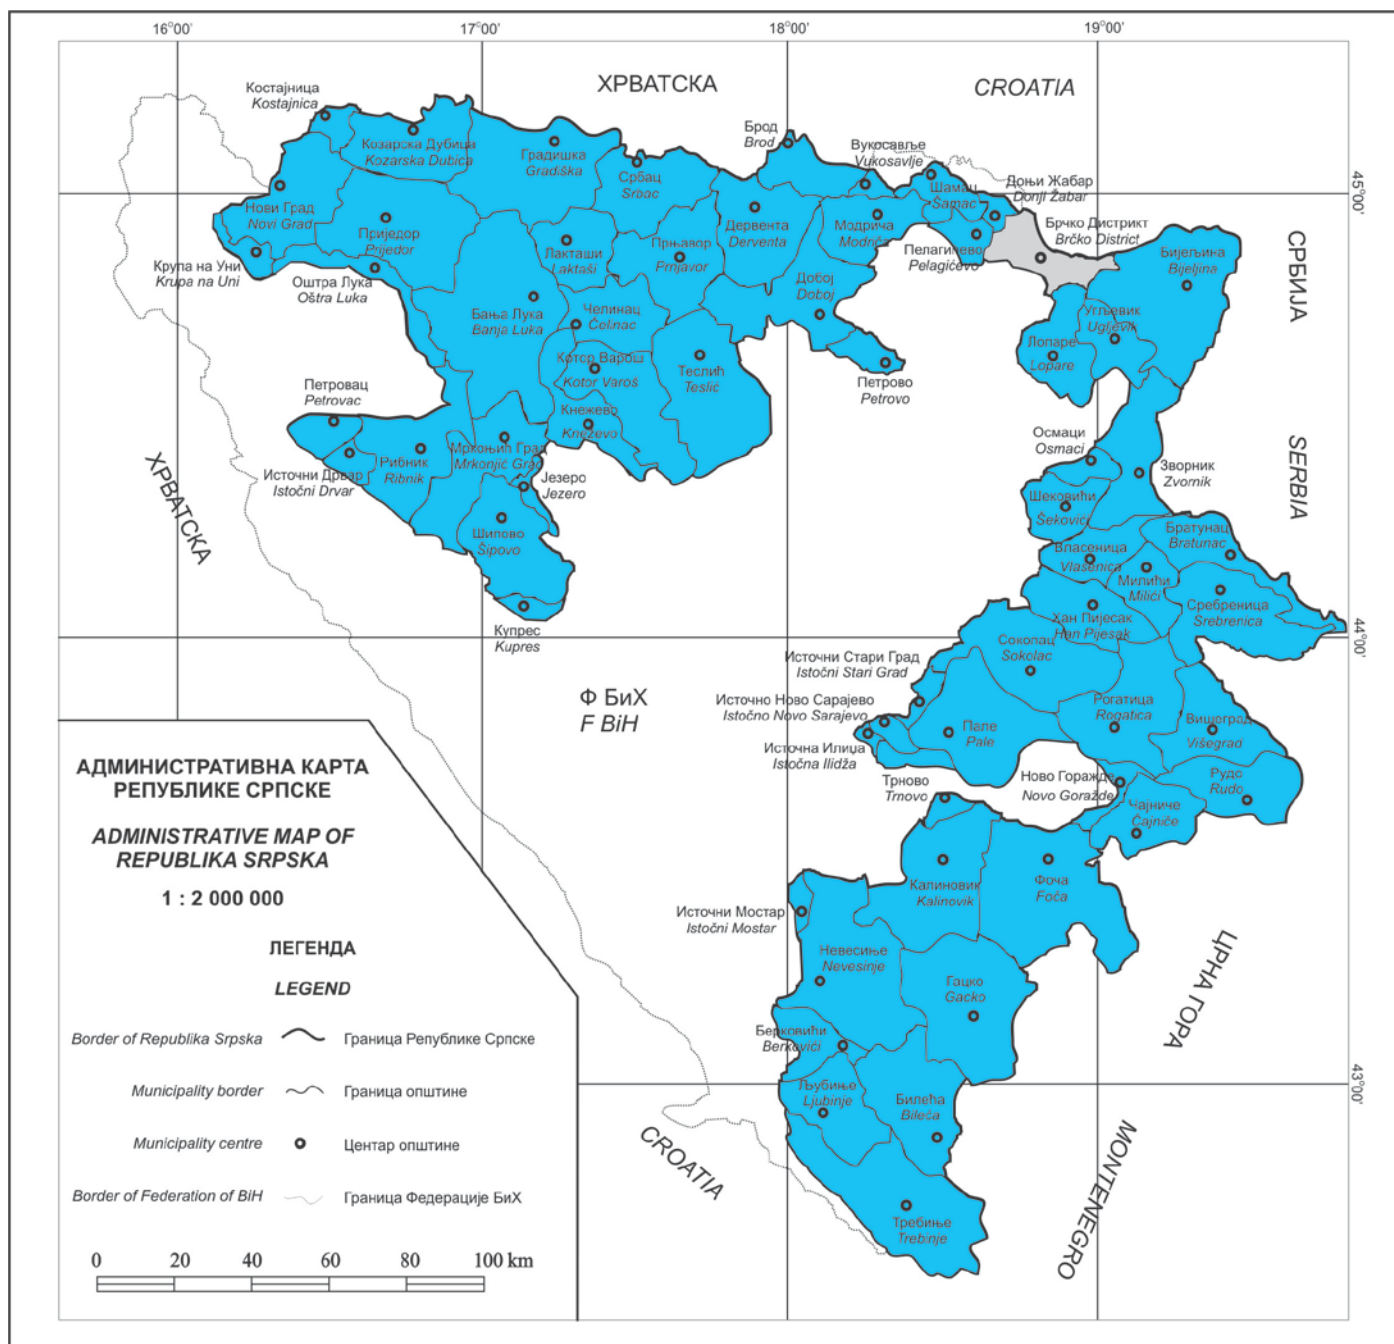 16°00'
17°00'
18°00'
19°00'
ХРВАТСКА
CROATIA
Костајница
Kostajnica
Козарска Дубица
Kozarska Dubica
Градишка
Gradiška
Србац
Srbac
Брод
Brod
Вукосавље
Vukosavlje
Шамац
Šamac
Доњи Жабар
Donji Žabar
45°00'
Нови Град
Novi Grad
Приједор
Prijedor
Лакташи
Laktaši
Прњавор
Prnjavor
Дервента
Derventa
Модрича
Modriča
Пелагићево
Pelagićevo
Брчко Дистрикт
Brčko District
Бијељина
Bijeljina
СРБИЈА
Крупа на Уни
Krupa na Uni
Оштра Лука
Oštra Luka
Бања Лука
Banja Luka
Челинац
Čelinac
Добој
Doboj
Угљевик
Ugljevik
Лопаре
Lopare
Котор Варош
Kotor Varoš
Теслић
Teslić
Петрово
Petrovo
Петровац
Petrovac
Кнежево
Kneževo
Мркоњић Град
Mrkonjić Grad
Источни Дрвар
Istočni Drvar
Рибник
Ribnik
Језеро
Jezero
Осмаци
Osmaci
Зворник
Zvornik
SERBIA
ХРВАТСКА
Шековићи
Šekovići
Шипово
Šipovo
Братунац
Bratunac
Власеница
Vlasenica
Милићи
Milići
Сребреница
Srebrenica
Хан Пијесак
Han Pijesak
Купрес
Kupres
44°00'
Соколац
Sokolac
Источни Стари Град
Istočni Stari Grad
Ф БиХ
F BiH
Источно Ново Сарајево
Istočno Novo Sarajevo
Рогатица
Rogatica
Вишеград
Višegrad
Пале
Pale
Источна Илиџа
Istočna Ilidža
Трново
Trnovo
Ново Горажде
Novo Goražde
Рудо
Rudo
Чајниче
Čajniče
Калиновик
Kalinovik
Фоча
Foča
Источни Мостар
Istočni Mostar
Невесиње
Nevesinje
Гацко
Gacko
ЦРНА ГОРА
Берковићи
Berkovići
43°00'
Љубиње
Ljubinje
Билећа
Bileća
CROATIA
MONTENEGRO
Требиње
Trebinje
АДМИНИСТРАТИВНА КАРТА
РЕПУБЛИКЕ СРПСКЕ
ADMINISTRATIVE MAP OF
REPUBLIKA SRPSKA
1 : 2 000 000
ЛЕГЕНДА
LEGEND
Border of Republika Srpska Граница Републике Српске
Municipality border Граница општине
Municipality centre Центар општине
Border of Federation of BiH Граница Федерације БиХ
0 20 40 60 80 100 km